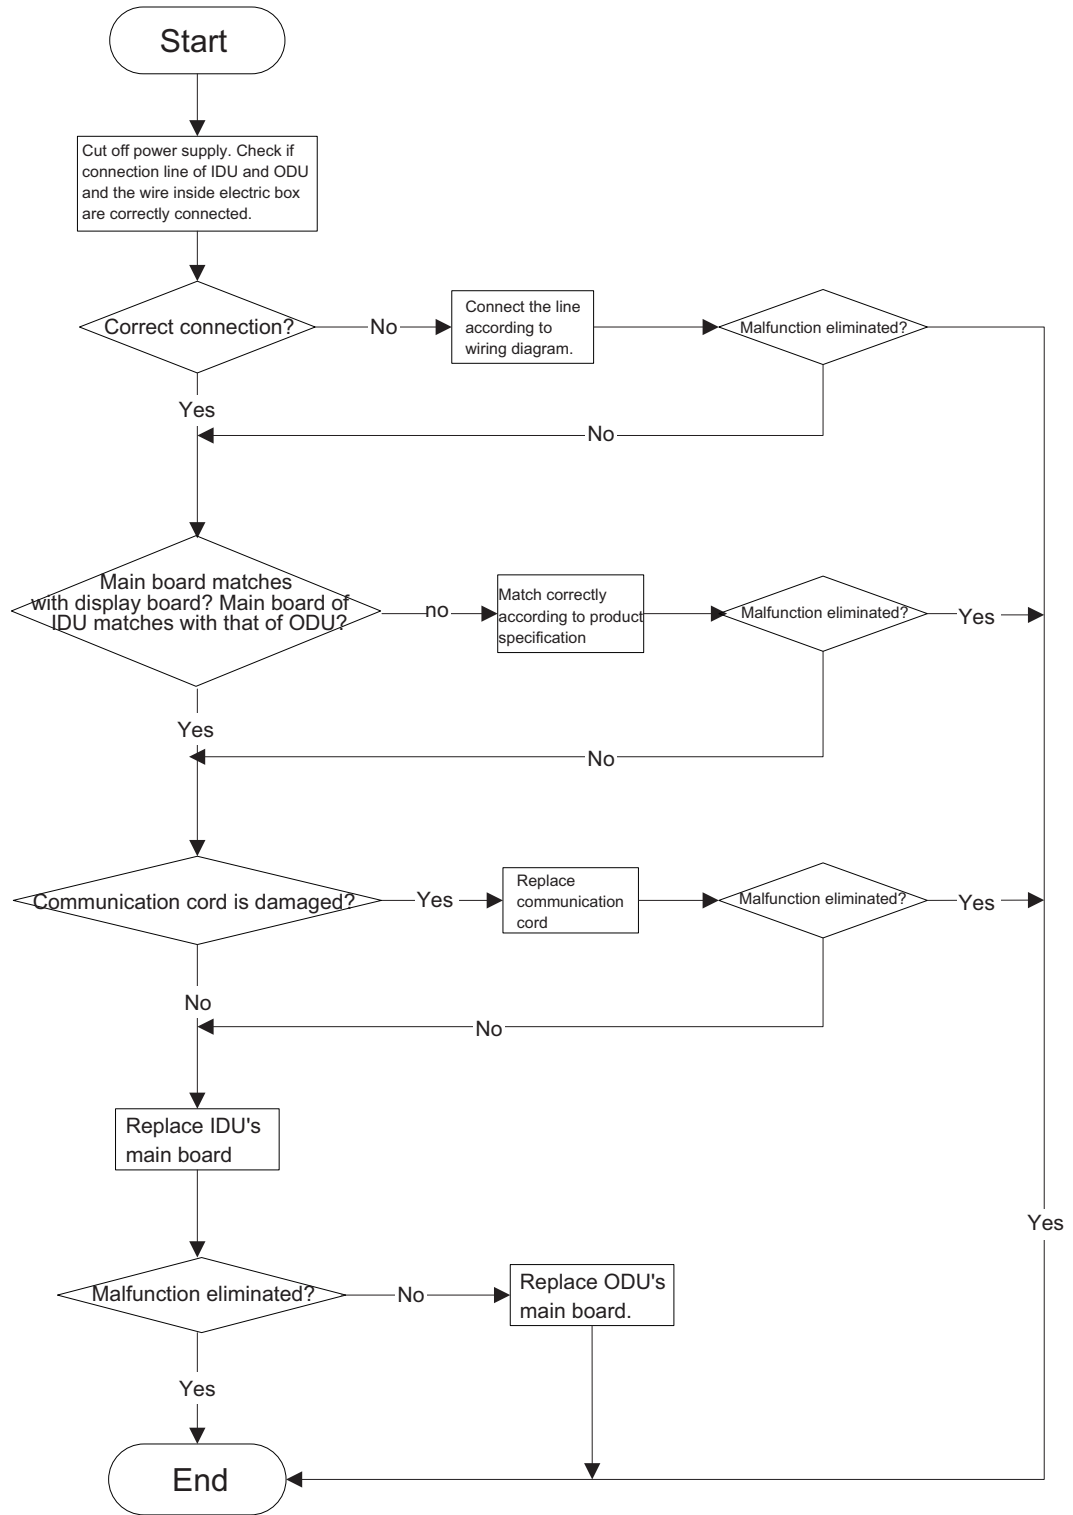 Start
Cut off power supply. Check if
connection line of IDU and ODU
and the wire inside electric box
are correctly connected.
Correct connection?
No
Connect the line
according to
wiring diagram.
Malfunction eliminated?
Yes
No
Main board matches
with display board? Main board of
IDU matches with that of ODU?
no
Match correctly
according to product
specification
Malfunction eliminated?
Yes
Yes
No
Communication cord is damaged?
Yes
Replace
communication
cord
Malfunction eliminated?
Yes
No
No
Replace IDU's
main board
Yes
Malfunction eliminated?
No
Replace ODU's
main board.
Yes
End